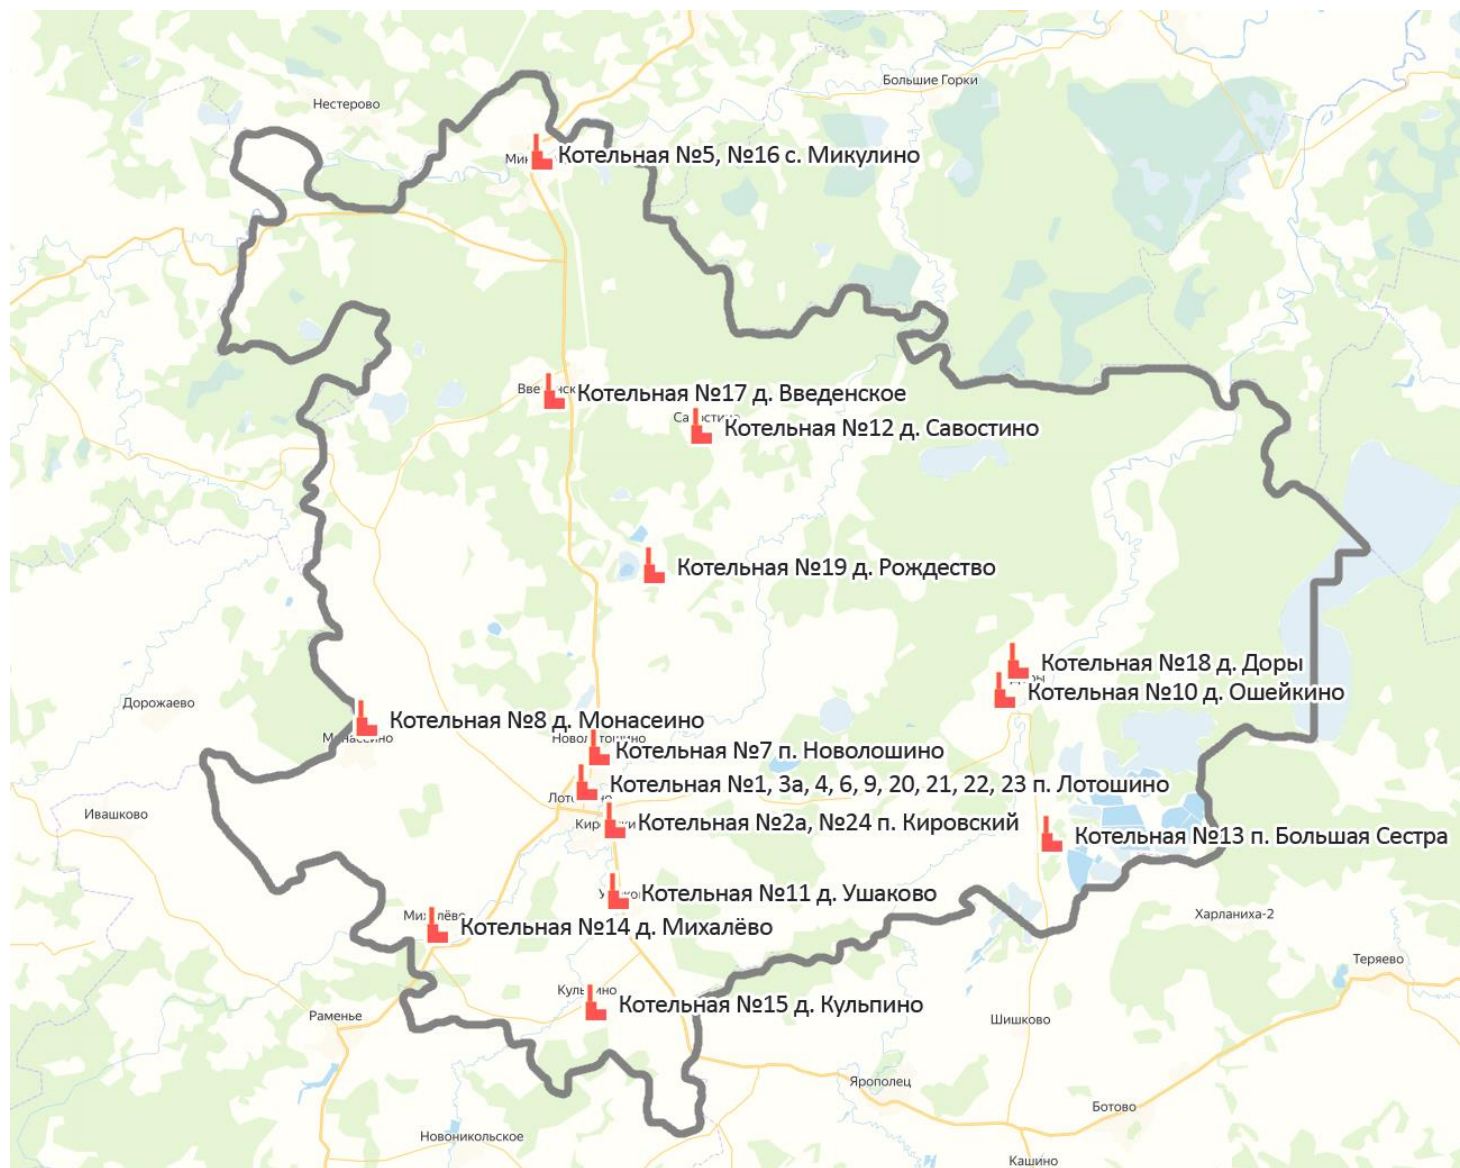 Большие Горки
Нестерово
Котельная №5, №16 с. Микулино
Котельная №17 д. Введенское
Котельная №12 д. Савостино
Котельная №19 д. Рождество
Котельная №18 д. Доры
Котельная №10 д. Ошейкино
Дорожаево
Котельная №8 д. Монасеино
Котельная №7 п. Новолошино
Котельная №1, 3а, 4, 6, 9, 20, 21, 22, 23 п. Лотошино
Ивашково
Котельная №2а, №24 п. Кировский
Котельная №13 п. Большая Сестра
Котельная №11 д. Ушаково
Харланиха-2
Котельная №14 д. Михалёво
Теряево
Котельная №15 д. Кульпино
Раменье
Шишково
Ярополец
Ботово
Новоникольское
Кашино